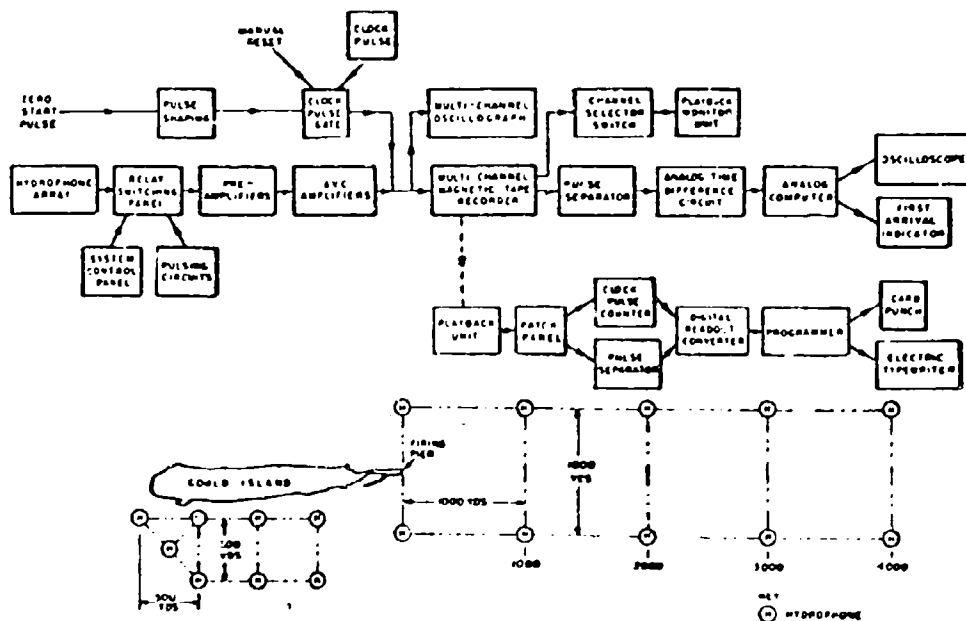 MANUAL
RESET
CLOCK
PULSE
ZERO
START
PULSE
PULSE
SHAPING
CLOCK
PULSE
GATE
MULTI-CHANNEL
OSCILLOGRAPH
CHANNEL
SELECTOR
SWITCH
PLAYBACK
MONITOR
UNIT
HYDROPHONE
ARRAY
RELAY
SWITCHING
PANEL
PRE-
AMPLIFIERS
AVC
AMPLIFIERS
MULTI CHANNEL
MAGNETIC TAPE
RECORDER
PULSE
SEPARATOR
ANALOG TIME
DIFFERENCE
CIRCUIT
ANALOG
COMPUTER
OSCILLOSCOPE
FIRST
ARRIVAL
INDICATOR
SYSTEM
CONTROL
PANEL
PULSING
CIRCUITS
PLAYBACK
UNIT
PATCH
PANEL
CLOCK
PULSE
COUNTER
PULSE
SEPARATOR
DIGITAL
READOUT
CONVERTER
PROGRAMMER
CARD
PUNCH
ELECTRIC
TYPEWRITER
H H H H H
FIRING
PIER
GOULD ISLAND
1000 YDS
1000
YDS
H H H H H
1000 2000 3000 4000
H H H H
H
500
YDS
H H H
500
YDS
KEY
H HYDROPHONE